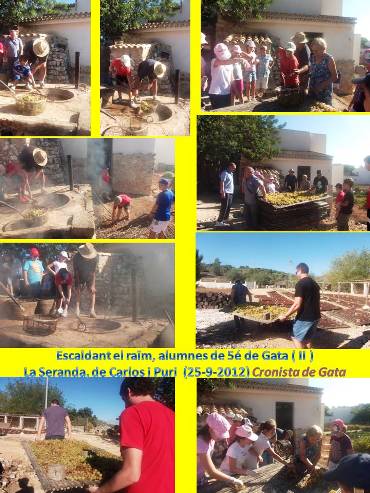 Escaldant el raïm, alumnes de 5é de Gata ( II )
La Seranda, de Carlos i Puri (25-9-2012) Cronista de Gata